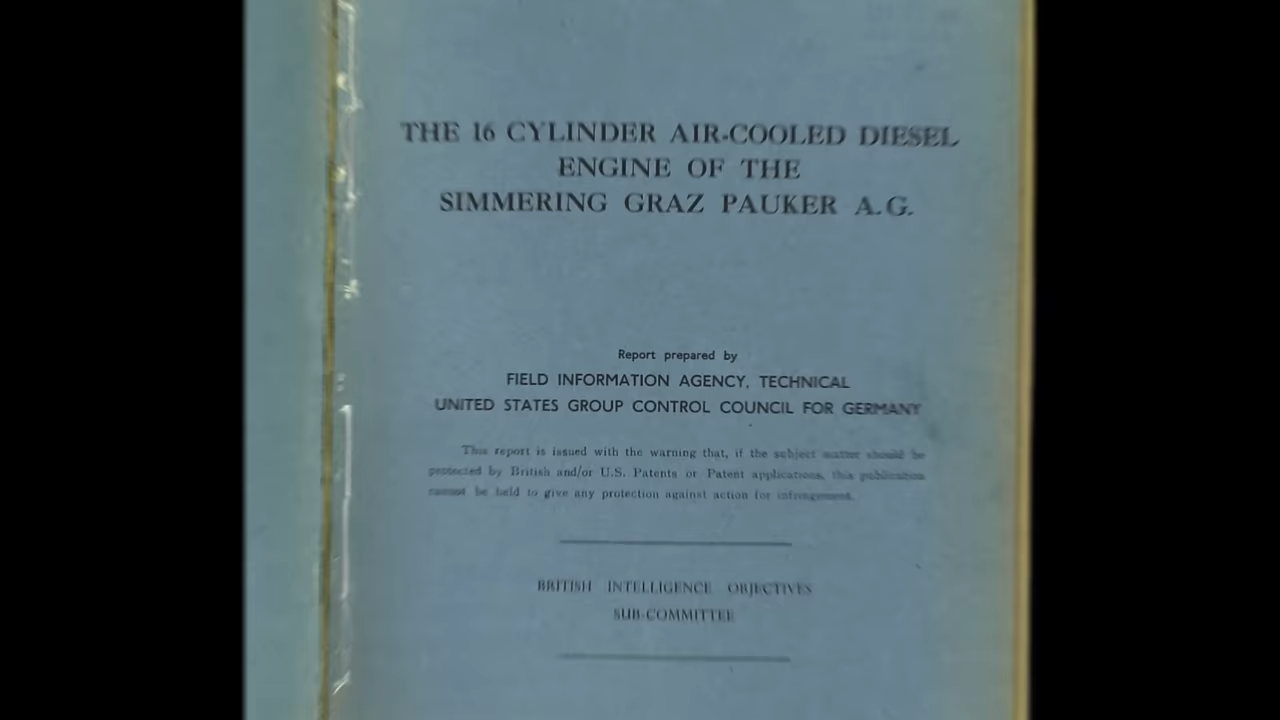 THE 16 CYLINDER AIR-COOLED DIESEL
ENGINE OF THE
SIMMERING GRAZ PAUKER A.G.
Report prepared by
FIELD INFORMATION AGENCY, TECHNICAL
UNITED STATES GROUP CONTROL COUNCIL FOR GERMANY
This report is issued with the warning that, if the subject matter should be
protected by British and/or U.S. Patents or Patent applications, this publication
cannot be held to give any protection against action for infringement.
BRITISH INTELLIGENCE OBJECTIVES
SUB-COMMITTEE